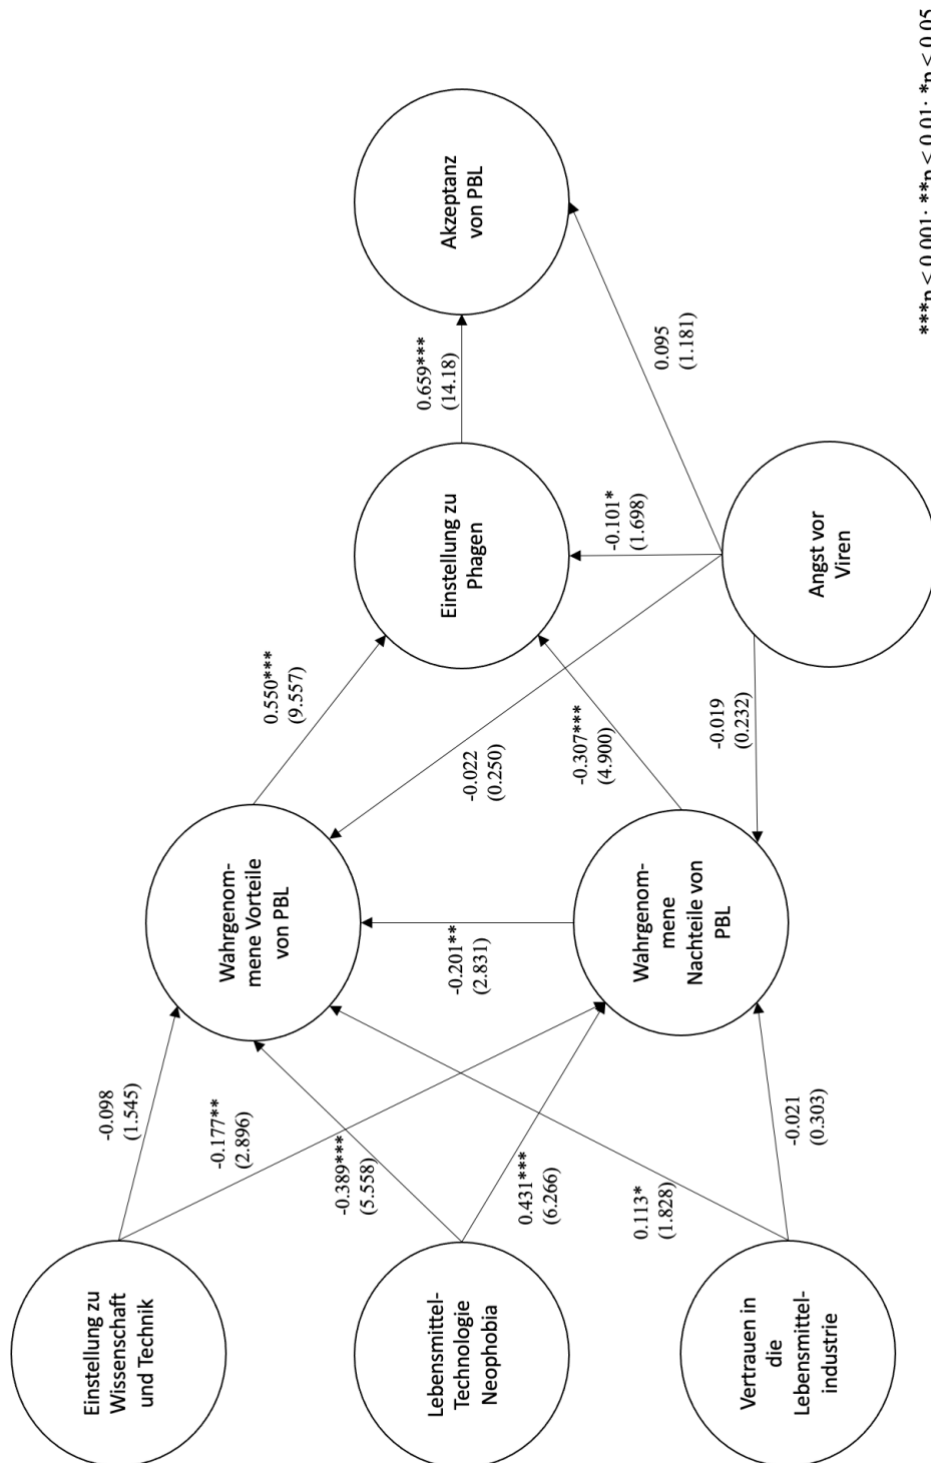 Einstellung zu
Wissenschaft
und Technik
Lebensmittel-
Technologie
Neophobia
Vertrauen in
die
Lebensmittel-
industrie
-0.098
(1.545)
-0.177**
(2.896)
-0.389***
(5.558)
0.431***
(6.266)
0.113*
(1.828)
-0.021
(0.303)
Wahrgenom-
mene Vorteile
von PBL
-0.201**
(2.831)
Wahrgenom-
mene
Nachteile von
PBL
0.550***
(9.557)
-0.022
(0.250)
-0.307***
(4.900)
-0.019
(0.232)
Einstellung zu
Phagen
-0.101*
(1.698)
Angst vor
Viren
0.659***
(14.18)
0.095
(1.181)
Akzeptanz
von PBL
***p < 0.001; **p < 0.01; *p < 0.05